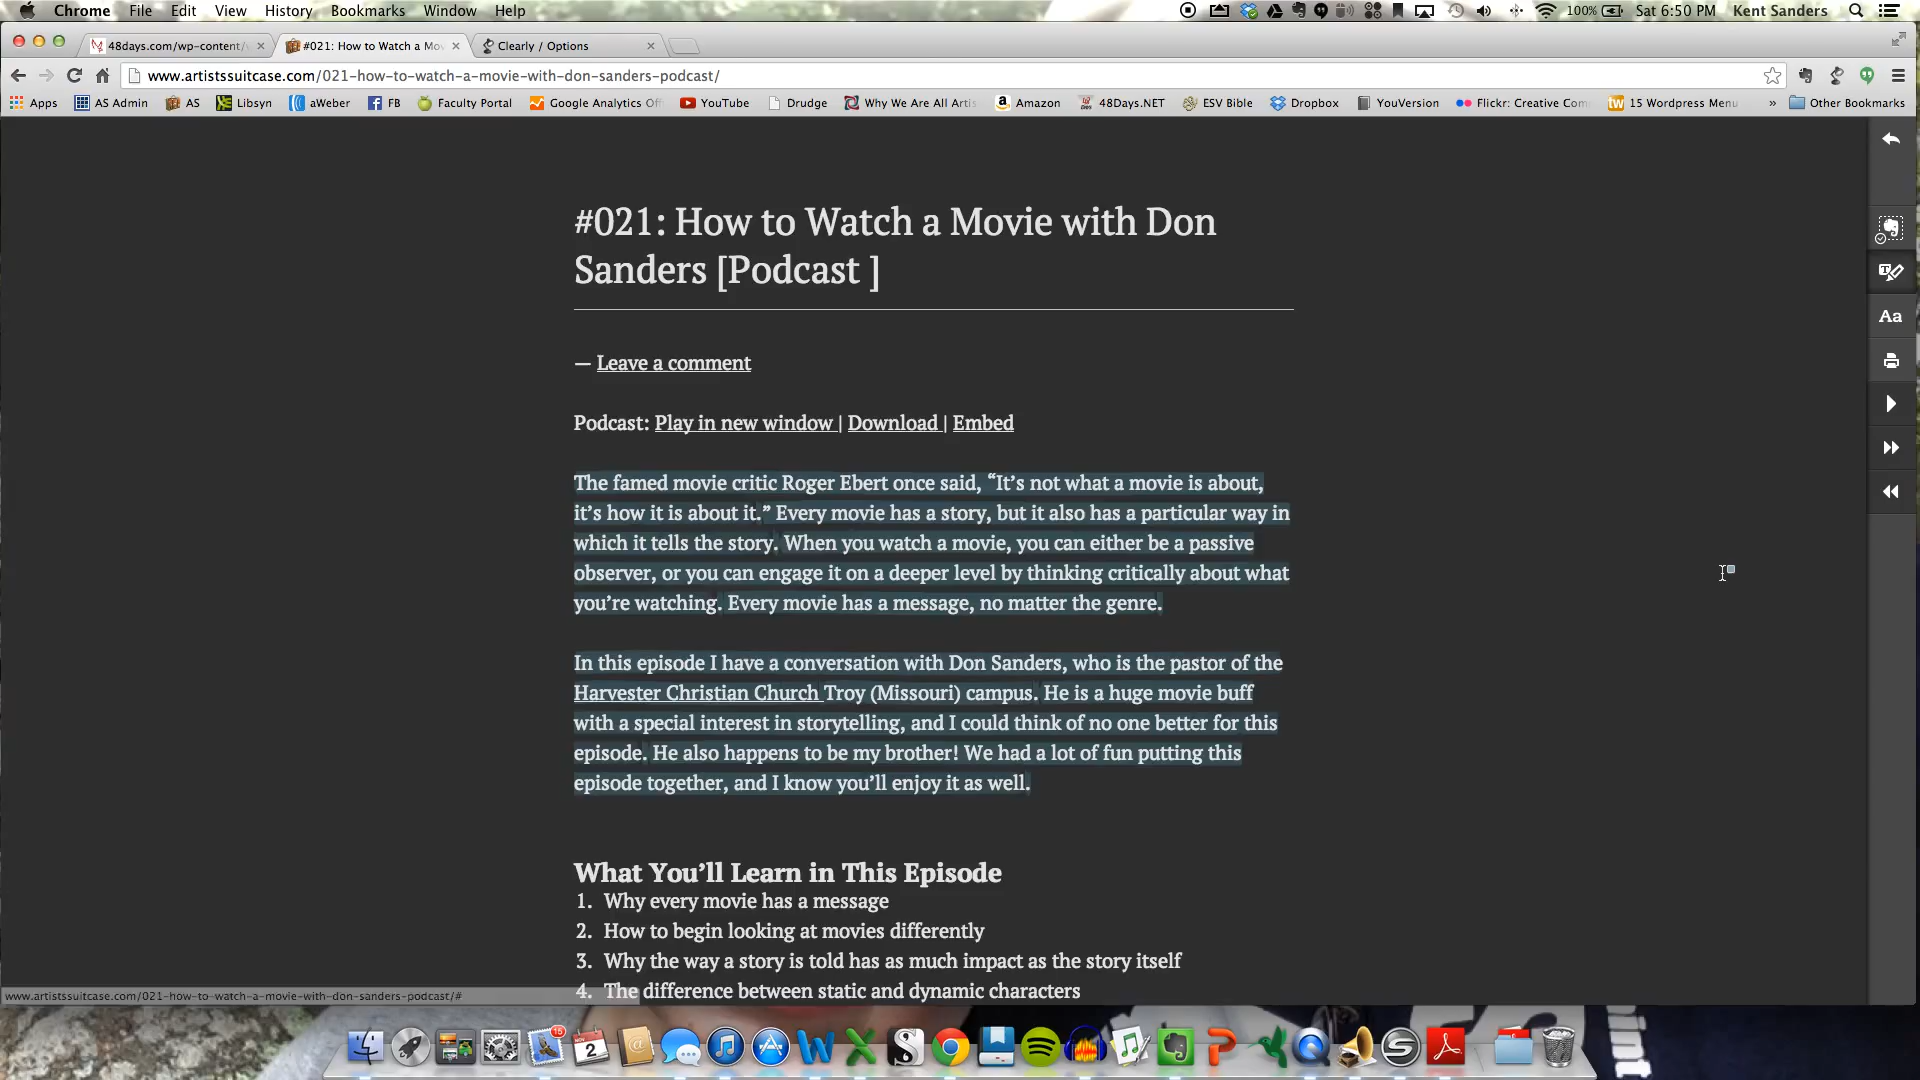 Chrome File Edit View History Bookmarks Window Help 100% Sat 6:50 PM Kent Sanders
48days.com/wp-content/ #021: How to Watch a Mov Clearly / Options
www.artistssuitcase.com/021-how-to-watch-a-movie-with-don-sanders-podcast/
Apps AS Admin AS Libsyn aWeber FB Faculty Portal Google Analytics Off YouTube Drudge Why We Are All Artis Amazon 48Days.NET ESV Bible Dropbox YouVersion Flickr: Creative Com 15 Wordpress Menu » Other Bookmarks
#021: How to Watch a Movie with Don
Sanders [Podcast ]
— Leave a comment
Aa
Podcast: Play in new window | Download | Embed
The famed movie critic Roger Ebert once said, “It’s not what a movie is about,
it’s how it is about it.” Every movie has a story, but it also has a particular way in
which it tells the story. When you watch a movie, you can either be a passive
observer, or you can engage it on a deeper level by thinking critically about what
you’re watching. Every movie has a message, no matter the genre.
In this episode I have a conversation with Don Sanders, who is the pastor of the
Harvester Christian Church Troy (Missouri) campus. He is a huge movie buff
with a special interest in storytelling, and I could think of no one better for this
episode. He also happens to be my brother! We had a lot of fun putting this
episode together, and I know you’ll enjoy it as well.
What You’ll Learn in This Episode
1. Why every movie has a message
2. How to begin looking at movies differently
3. Why the way a story is told has as much impact as the story itself
4. The difference between static and dynamic characters
www.artistssuitcase.com/021-how-to-watch-a-movie-with-don-sanders-podcast/#
15
NOV
2